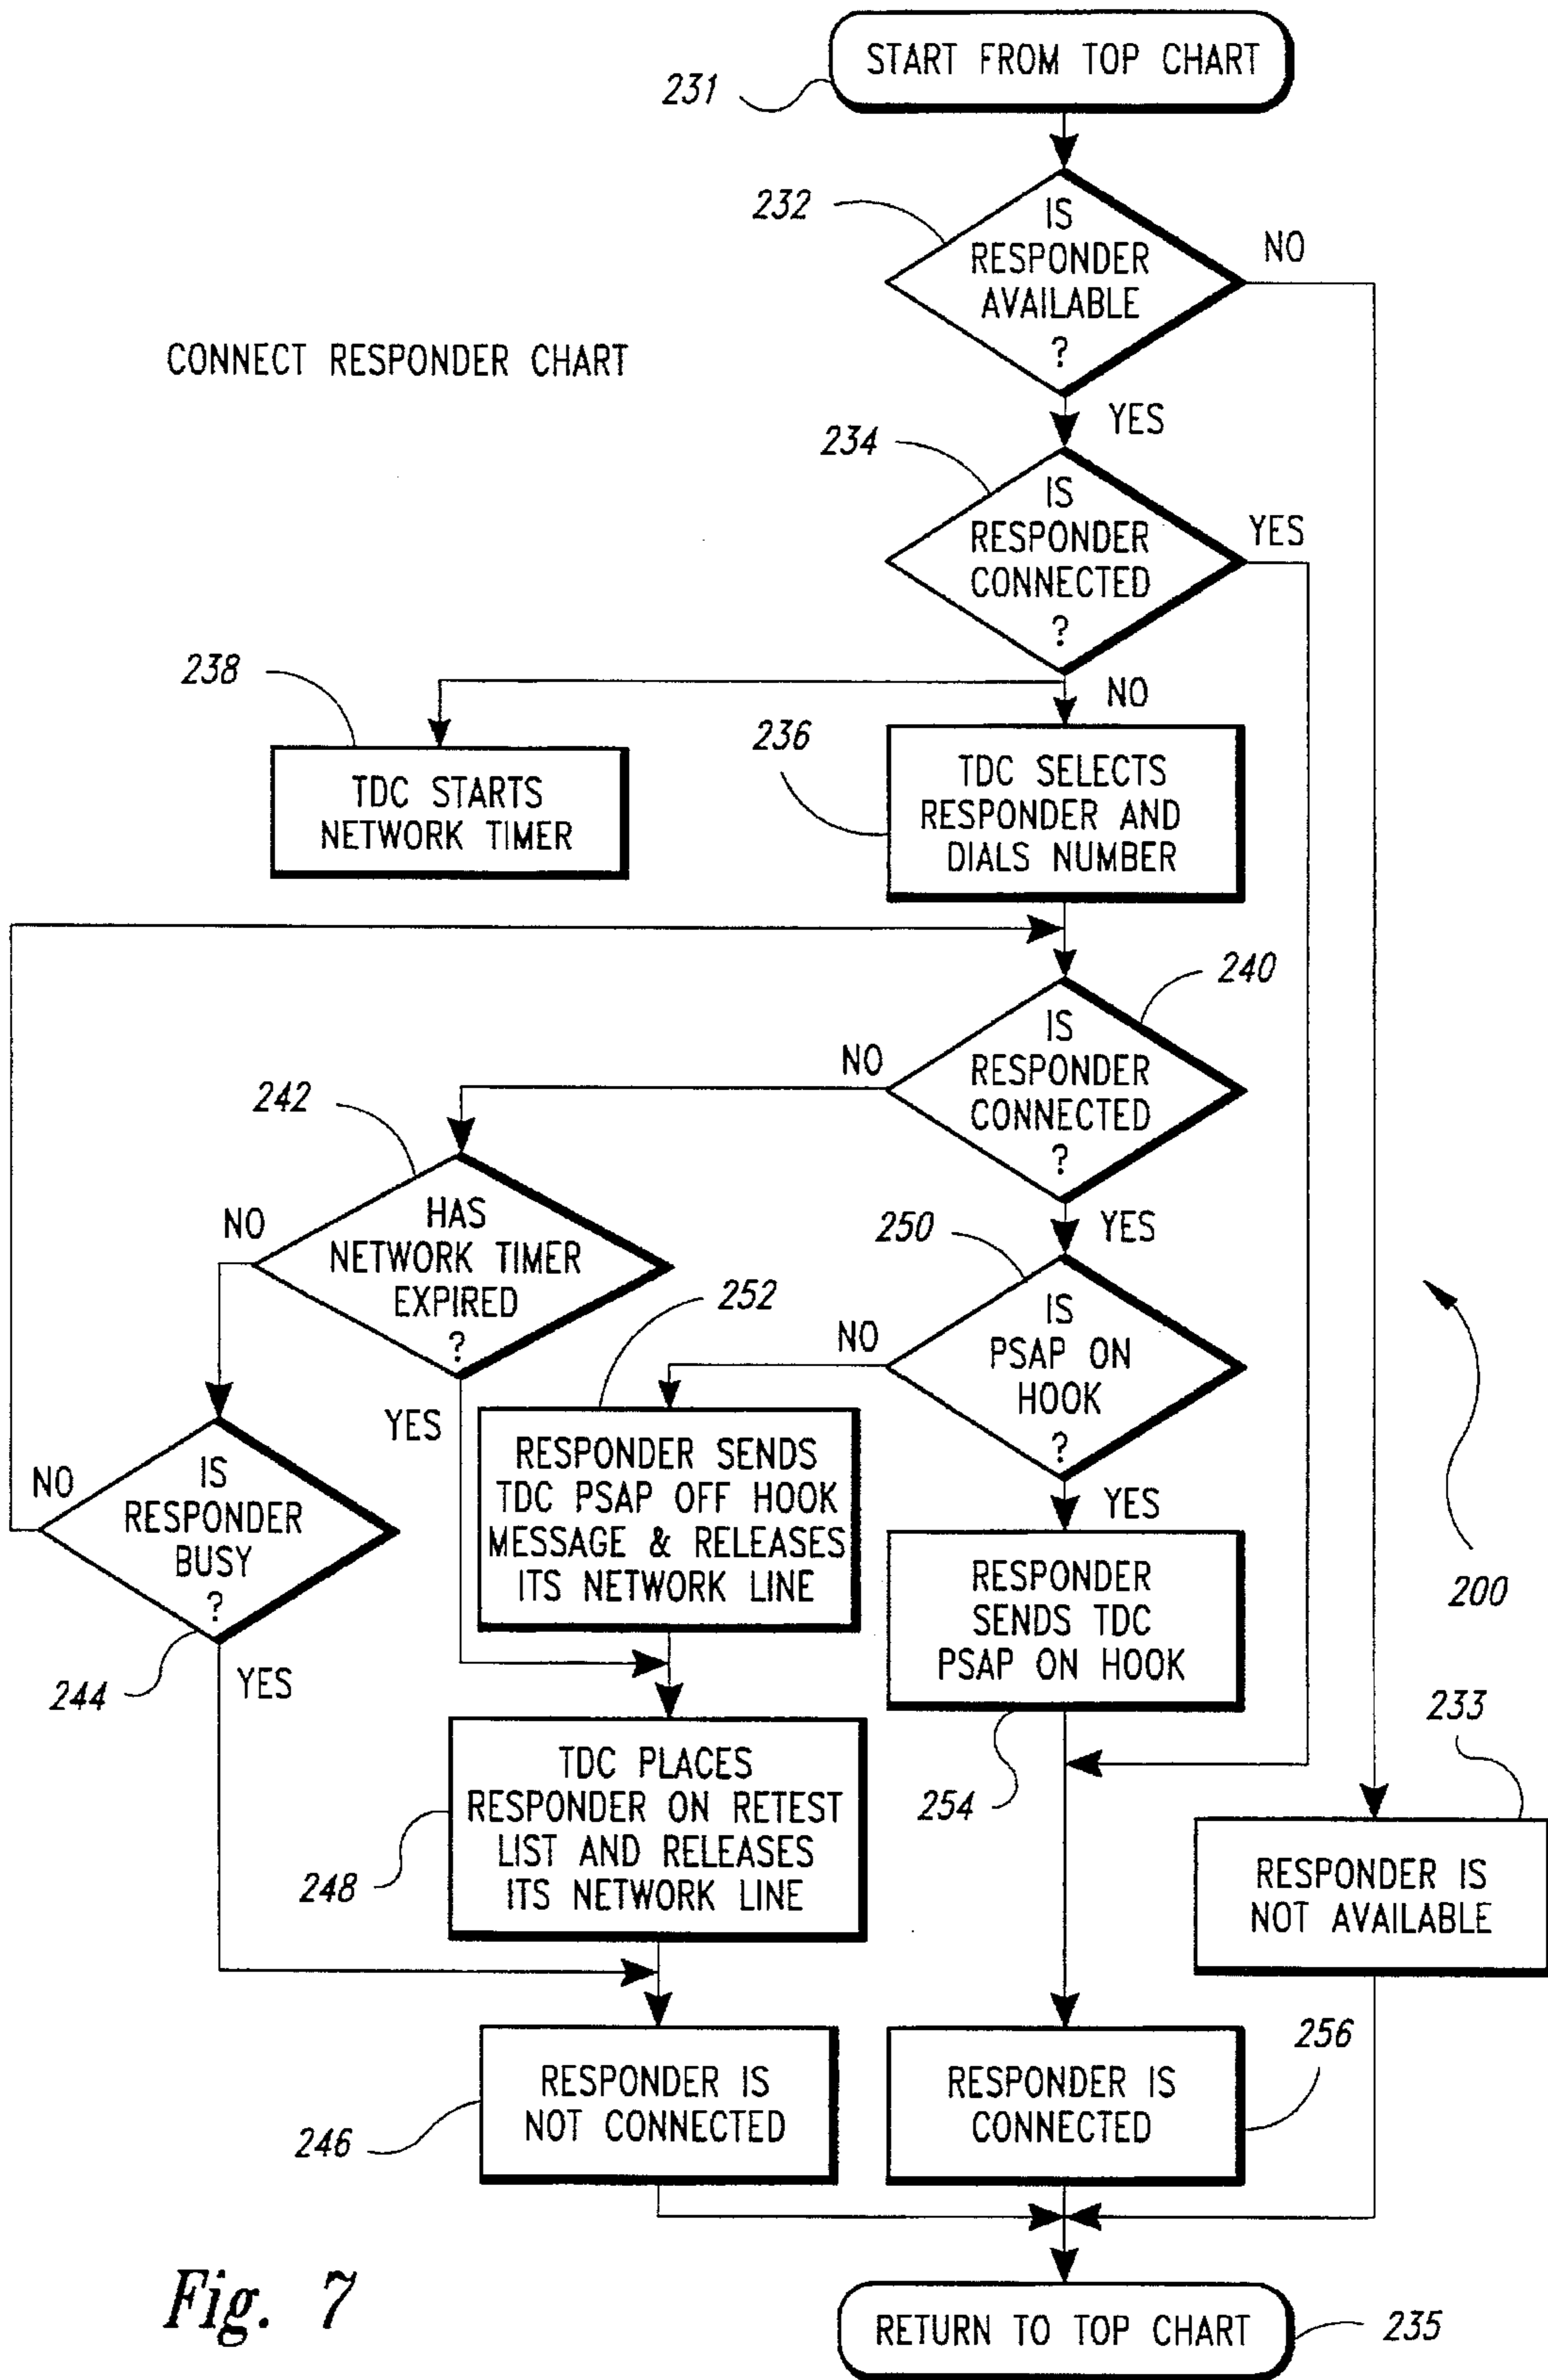 START FROM TOP CHART
231
232
IS
RESPONDER
AVAILABLE
?
NO
CONNECT RESPONDER CHART
YES
234
IS
RESPONDER
CONNECTED
?
YES
238
NO
TDC STARTS
NETWORK TIMER
236
TDC SELECTS
RESPONDER AND
DIALS NUMBER
240
IS
RESPONDER
CONNECTED
?
NO
242
HAS
NETWORK TIMER
EXPIRED
?
NO
YES
250
IS
PSAP ON
HOOK
?
NO
252
YES
RESPONDER SENDS
TDC PSAP OFF HOOK
MESSAGE & RELEASES
ITS NETWORK LINE
NO
IS
RESPONDER
BUSY
?
244
YES
YES
RESPONDER
SENDS TDC
PSAP ON HOOK
200
254
233
TDC PLACES
RESPONDER ON RETEST
LIST AND RELEASES
ITS NETWORK LINE
248
RESPONDER IS
NOT AVAILABLE
RESPONDER IS
NOT CONNECTED
246
RESPONDER IS
CONNECTED
256
Fig. 7
RETURN TO TOP CHART
235